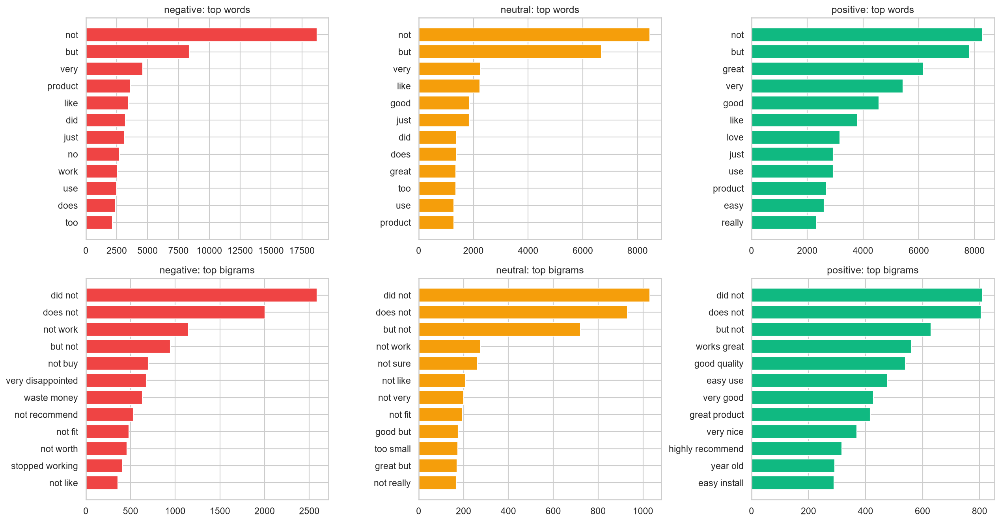 negative: top words
not
but
very
product
like
did
just
no
work
use
does
too
0 2500 5000 7500 10000 12500 15000 17500
neutral: top words
not
but
very
like
good
just
did
does
great
too
use
product
0 2000 4000 6000 8000
positive: top words
not
but
great
very
good
like
love
just
use
product
easy
really
0 2000 4000 6000 8000
negative: top bigrams
did not
does not
not work
but not
not buy
very disappointed
waste money
not recommend
not fit
not worth
stopped working
not like
0 500 1000 1500 2000 2500
neutral: top bigrams
did not
does not
but not
not work
not sure
not like
not very
not fit
good but
too small
great but
not really
0 200 400 600 800 1000
positive: top bigrams
did not
does not
but not
works great
good quality
easy use
very good
great product
very nice
highly recommend
year old
easy install
0 200 400 600 800